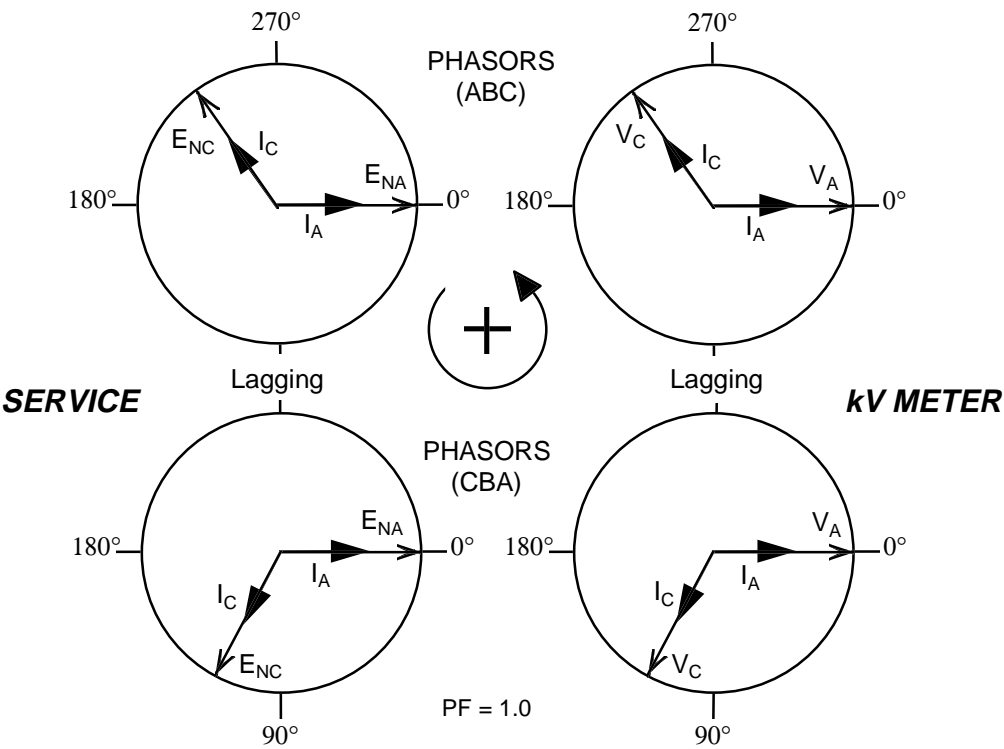 270°
270°
PHASORS
(ABC)
E_NC
I_C
E_NA
180°
0°
I_A
V_C
I_C
V_A
180°
0°
I_A
+
Lagging
Lagging
SERVICE
kV METER
PHASORS
(CBA)
E_NA
180°
0°
I_A
I_C
E_NC
V_A
180°
0°
I_A
I_C
V_C
PF = 1.0
90°
90°